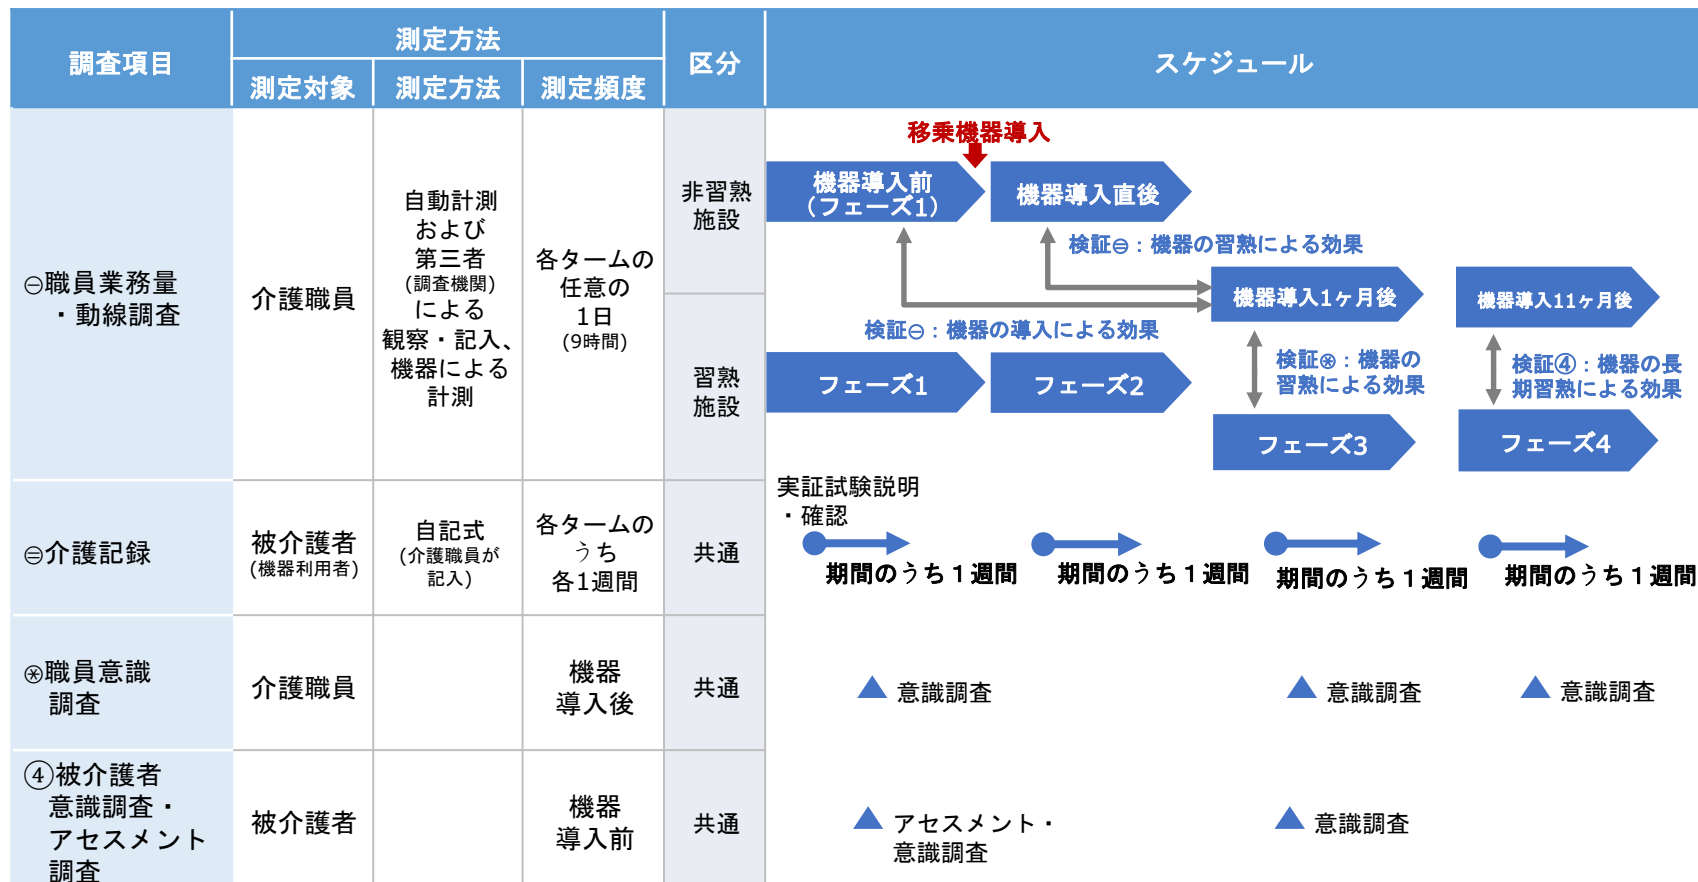 調査項目
測定方法
区分
スケジュール
測定対象
測定方法
測定頻度
㊀職員業務量
・動線調査
介護職員
自動計測
および
第三者
(調査機関)
による
観察・記入、
機器による
計測
各タームの
任意の
1日
(9時間)
非習熟
施設
習熟
施設
移乗機器導入
機器導入前
(フェーズ1)
機器導入直後
検証㊁:機器の習熟による効果
機器導入1ヶ月後
機器導入11ヶ月後
検証㊀:機器の導入による効果
検証㊂:機器の
習熟による効果
検証④:機器の長
期習熟による効果
フェーズ1
フェーズ2
フェーズ3
フェーズ4
㊁介護記録
被介護者
(機器利用者)
自記式
(介護職員が
記入)
各タームの
うち
各1週間
共通
実証試験説明
・確認
期間のうち1週間
期間のうち1週間
期間のうち1週間
期間のうち1週間
㊂職員意識
調査
介護職員
機器
導入後
共通
意識調査
意識調査
意識調査
④被介護者
意識調査・
アセスメント
調査
被介護者
機器
導入前
共通
アセスメント・
意識調査
意識調査